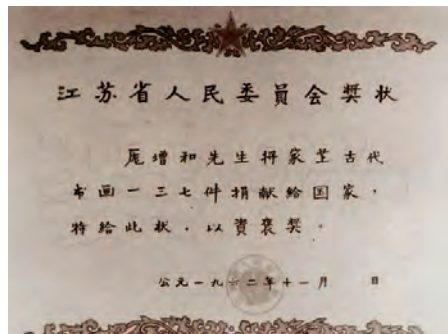 江苏省人民委員会奬状
庞增和先生将家莹古代
书画一三七件捐献給国家，
特給此状，以資褒奬。
公元一九六二年十一月 日